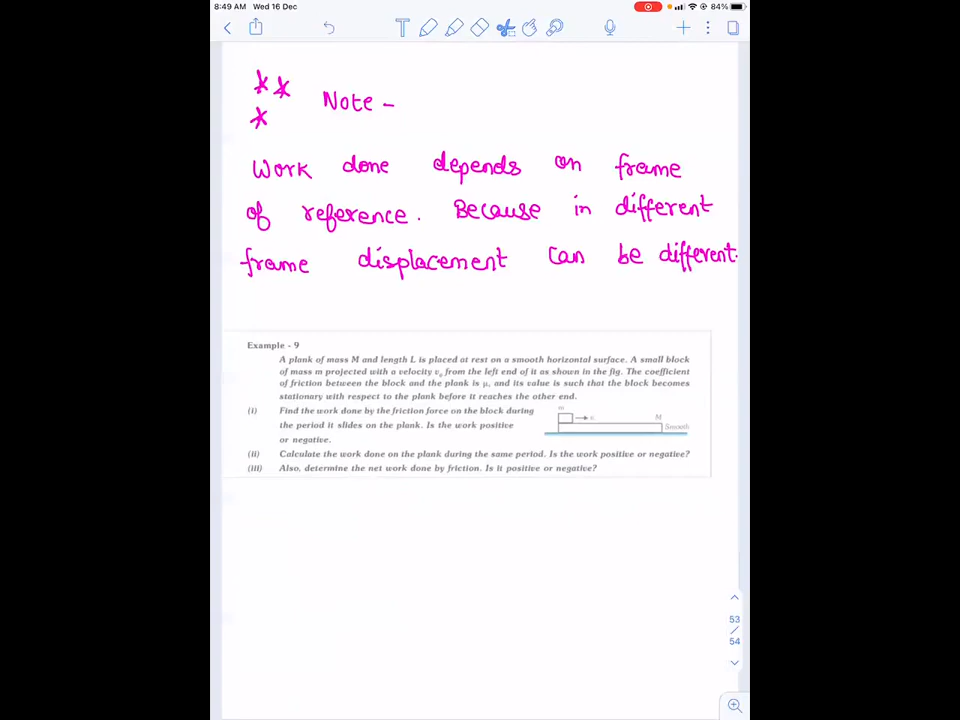 8:49 AM Wed 16 Dec
84%
Note -
Work done depends on frame
of reference. Because in different
frame displacement can be different.
Example - 9
A plank of mass M and length L is placed at rest on a smooth horizontal surface. A small block
of mass m projected with a velocity v₀ from the left end of it as shown in the fig. The coefficient
of friction between the block and the plank is μ, and its value is such that the block becomes
stationary with respect to the plank before it reaches the other end.
(i) Find the work done by the friction force on the block during
the period it slides on the plank. Is the work positive
or negative.
m
M
Smooth
(ii) Calculate the work done on the plank during the same period. Is the work positive or negative?
(iii) Also, determine the net work done by friction. Is it positive or negative?
53
/
54